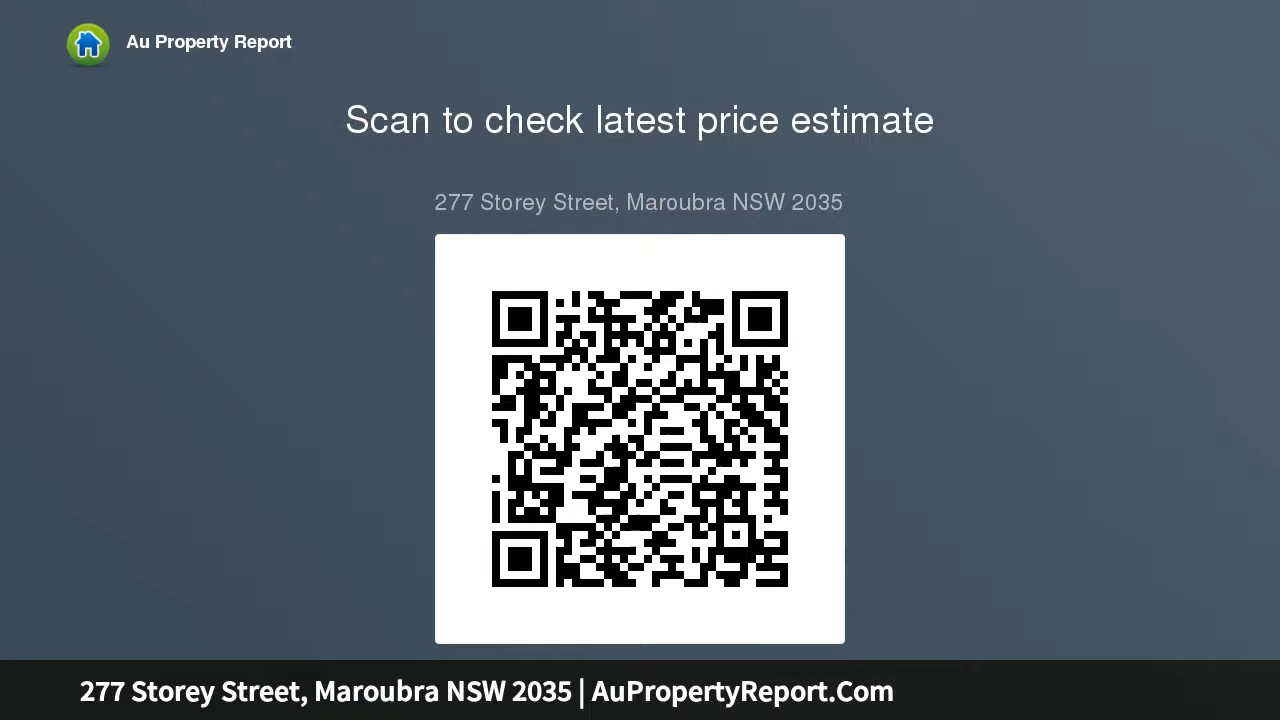 Au Property Report
Scan to check latest price estimate
277 Storey Street, Maroubra NSW 2035
277 Storey Street, Maroubra NSW 2035 | AuPropertyReport.Com